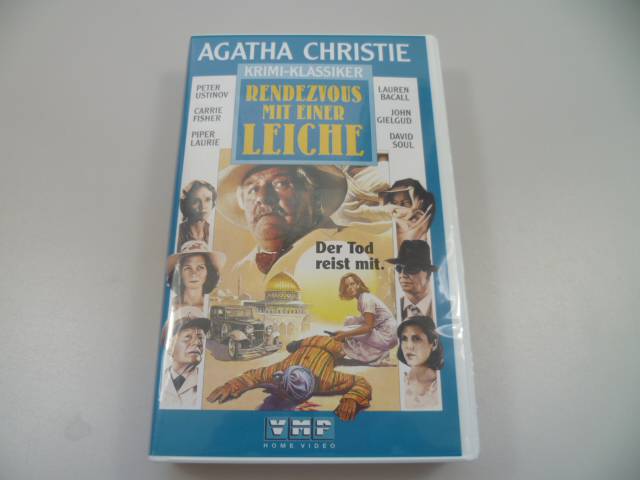 AGATHA CHRISTIE
KRIMI-KLASSIKER
RENDEZVOUS
MIT EINER
LEICHE
PETER
USTINOV
CARRIE
FISHER
PIPER
LAURIE
LAUREN
BACALL
JOHN
GIELGUD
DAVID
SOUL
Der Tod
reist mit.
VMP
HOME VIDEO